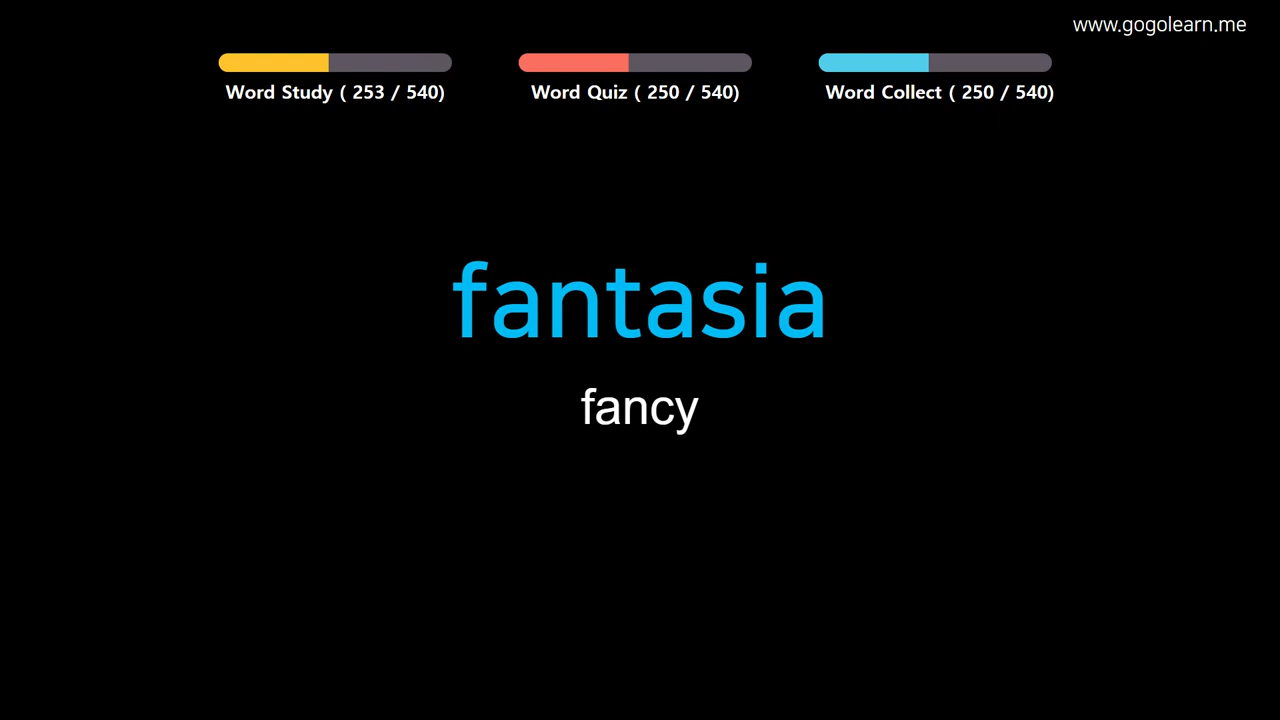 www.gogolearn.me
Word Study ( 253 / 540)
Word Quiz ( 250 / 540)
Word Collect ( 250 / 540)
fantasia
fancy